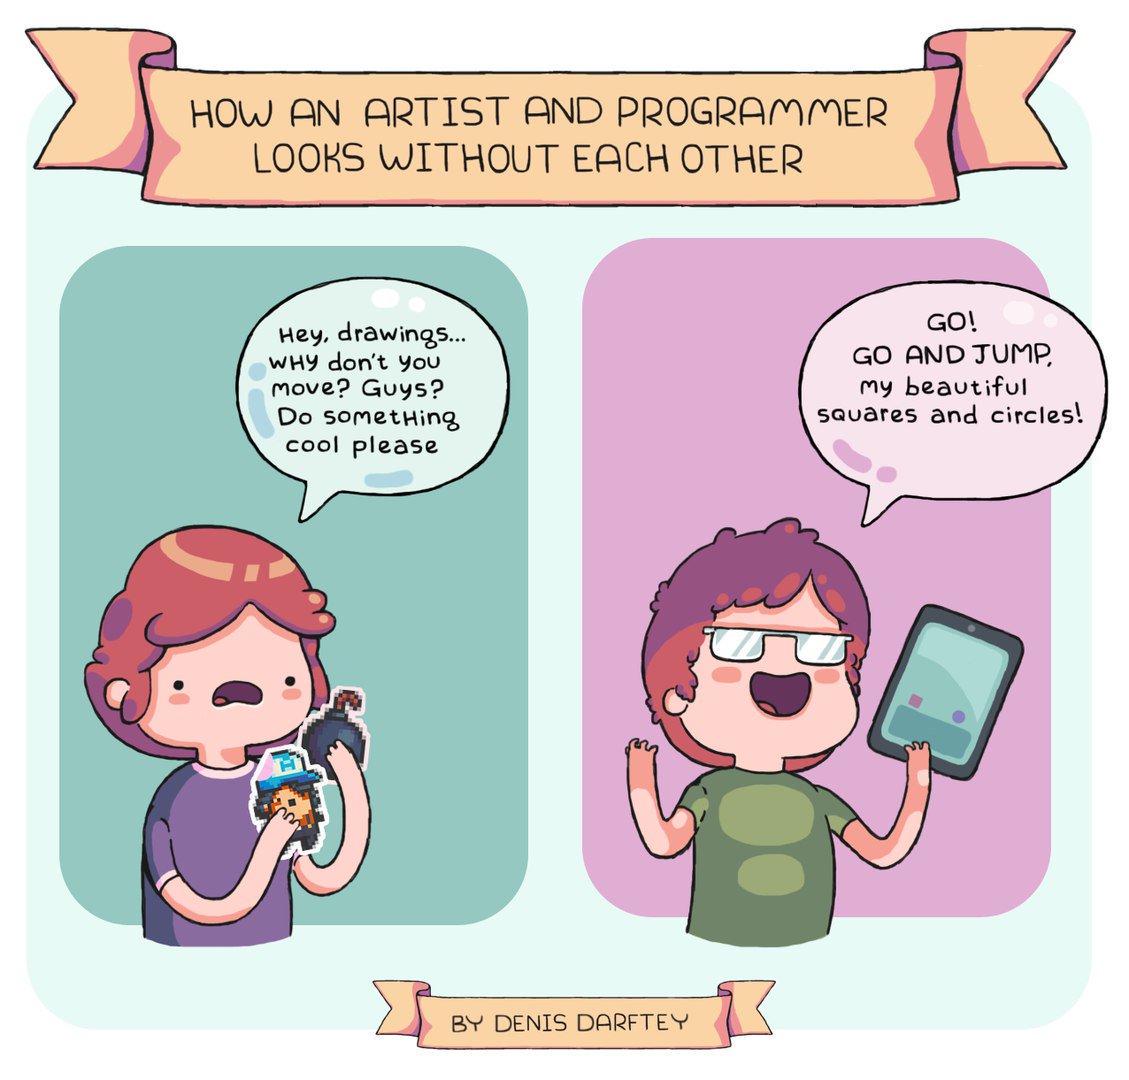 HOW AN ARTIST AND PROGRAMMER
LOOKS WITHOUT EACH OTHER
Hey, drawings...
WHY don't you
move? Guys?
Do sometHing
cool please
GO!
GO AND JUMP,
my beautiful
squares and circles!
BY DENIS DARFTEY